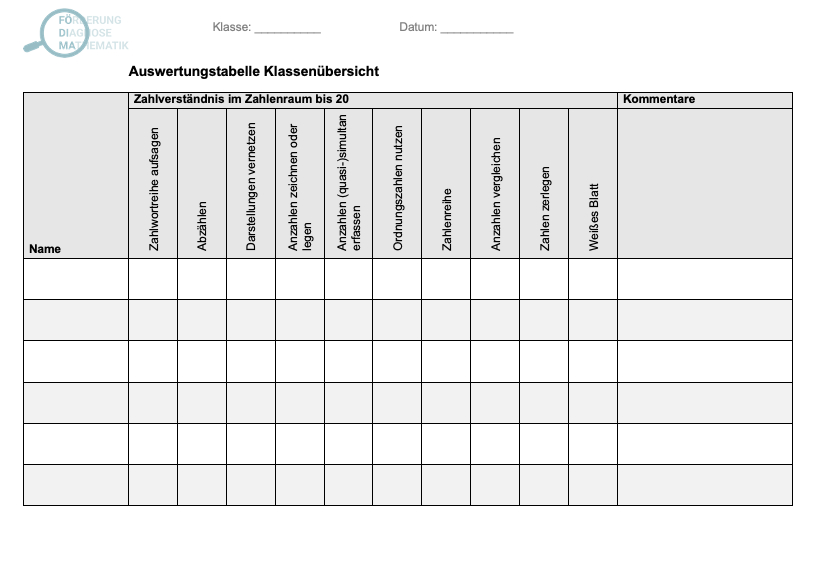 FÖRDERUNG
DIAGNOSE
MATHEMATIK
Klasse: __________ Datum: ___________
Auswertungstabelle Klassenübersicht
Zahlverständnis im Zahlenraum bis 20
Kommentare
Name
Zahlwortreihe aufsagen
Abzählen
Darstellungen vernetzen
Anzahlen zeichnen oder
legen
Anzahlen (quasi-)simultan
erfassen
Ordnungszahlen nutzen
Zahlenreihe
Anzahlen vergleichen
Zahlen zerlegen
Weißes Blatt